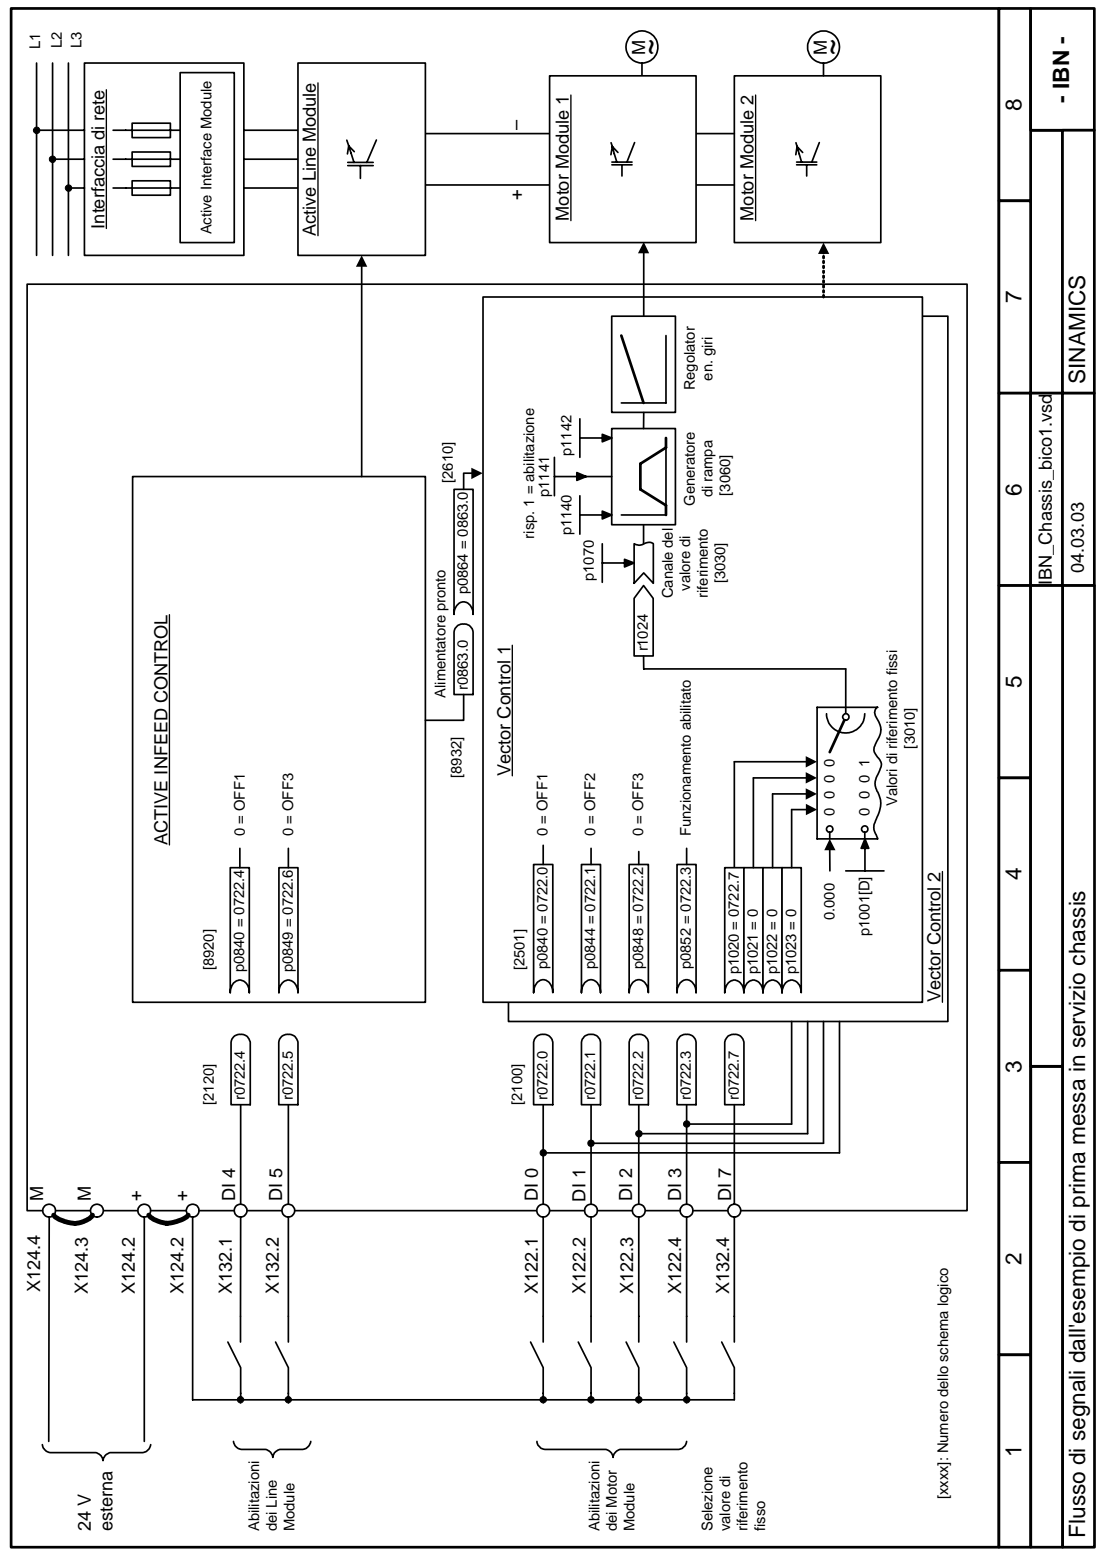 24 V
esterna
Abilitazioni
dei Line
Module
Abilitazioni
dei Motor
Module
Selezione
valore di
riferimento
fisso
[xxxx]: Numero dello schema logico
X124.4
M
X124.3
M
X124.2
+
X124.2
+
X132.1
DI 4
X132.2
DI 5
X122.1
DI 0
X122.2
DI 1
X122.3
DI 2
X122.4
DI 3
X132.4
DI 7
[2120]
r0722.4
r0722.5
[2100]
r0722.0
r0722.1
r0722.2
r0722.3
r0722.7
ACTIVE INFEED CONTROL
[8920]
p0840 = 0722.4
0 = OFF1
p0849 = 0722.6
0 = OFF3
[8932]
Alimentatore pronto
r0863.0
p0864 = 0863.0
[2610]
Vector Control 1
[2501]
p0840 = 0722.0
0 = OFF1
p0844 = 0722.1
0 = OFF2
p0848 = 0722.2
0 = OFF3
p0852 = 0722.3
Funzionamento abilitato
p1020 = 0722.7
p1021 = 0
p1022 = 0
p1023 = 0
Vector Control 2
0.000
p1001[D]
0 0 0 0
0 0 0 1
Valori di riferimento fissi
[3010]
r1024
p1070
Canale del
valore di
riferimento
[3030]
risp. 1 = abilitazione
p1140
p1141
p1142
Generatore
di rampa
[3060]
Regolator
en. giri
L1
L2
L3
Interfaccia di rete
Active Interface Module
Active Line Module
+
–
Motor Module 1
M
~
Motor Module 2
M
~
1
2
3
4
5
6
7
8
IBN_Chassis_bico1.vsd
- IBN -
Flusso di segnali dall'esempio di prima messa in servizio chassis
04.03.03
SINAMICS